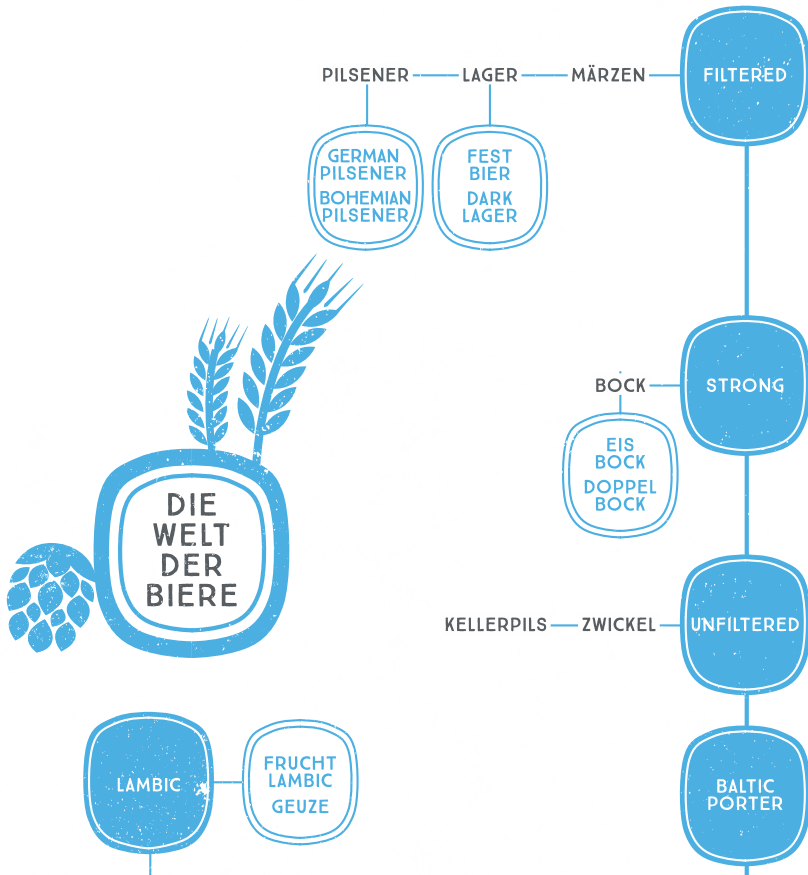 PILSENER LAGER MÄRZEN FILTERED
GERMAN
PILSENER
BOHEMIAN
PILSENER
FEST
BIER
DARK
LAGER
BOCK STRONG
EIS
BOCK
DOPPEL
BOCK
DIE
WELT
DER
BIERE
KELLERPILS ZWICKEL UNFILTERED
LAMBIC
FRUCHT
LAMBIC
GEUZE
BALTIC
PORTER